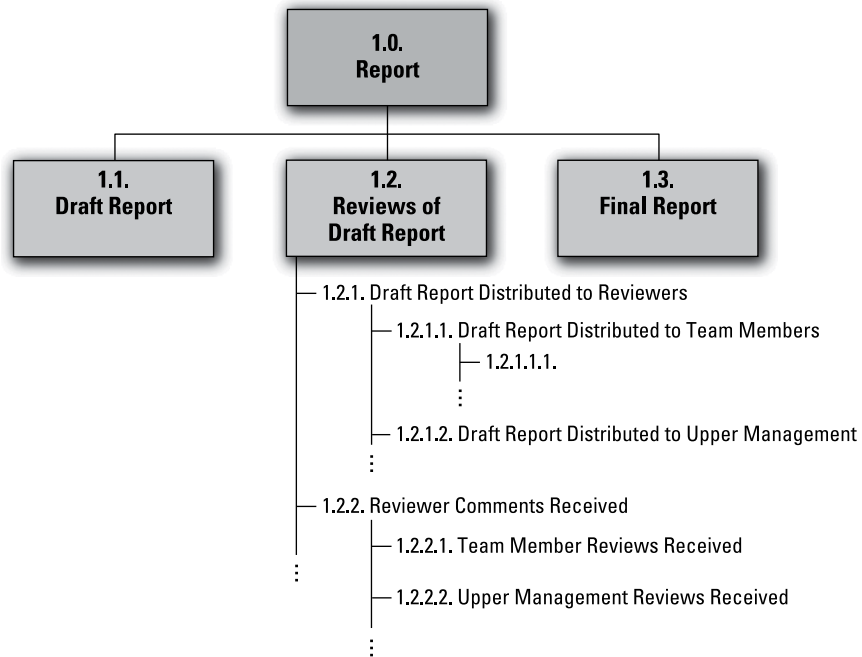 1.0.
Report
1.1.
Draft Report
1.2.
Reviews of
Draft Report
1.3.
Final Report
1.2.1. Draft Report Distributed to Reviewers
1.2.1.1. Draft Report Distributed to Team Members
1.2.1.1.1.
1.2.1.2. Draft Report Distributed to Upper Management
1.2.2. Reviewer Comments Received
1.2.2.1. Team Member Reviews Received
1.2.2.2. Upper Management Reviews Received